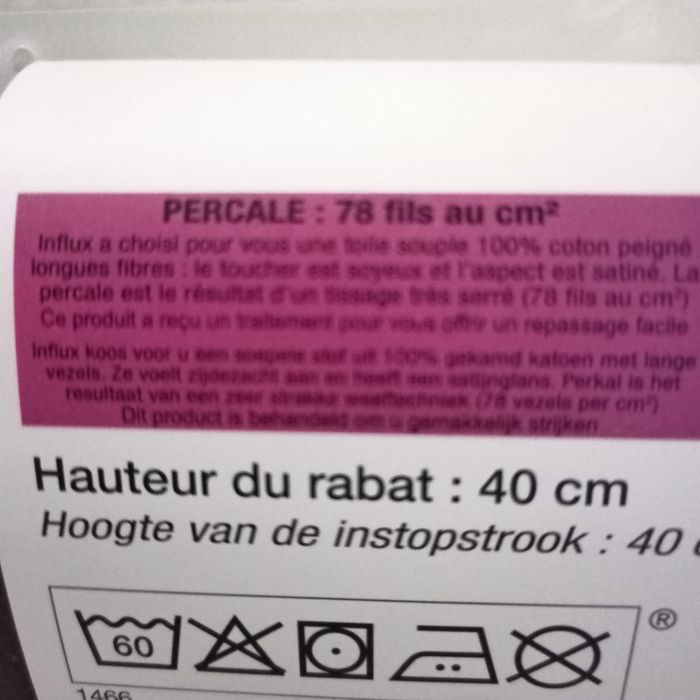 PERCALE : 78 fils au cm²
Influx a choisi pour vous une toile souple 100% coton peigné
longues fibres : le toucher est soyeux et l'aspect est satiné. La
percale est le résultat d'un tissage très serré (78 fils au cm²)
Ce produit a reçu un traitement pour vous offrir un repassage facile
Influx koos voor u een soepele stof uit 100% gekamd katoen met lange
vezels. Ze voelt zijdezacht aan en heeft een satijnglans. Perkal is het
resultaat van een zeer strakke weeftechniek (78 vezels per cm²)
Dit product is behandeld om u gemakkelijk strijken
Hauteur du rabat : 40 cm
Hoogte van de instopstrook : 40
60
®
1466